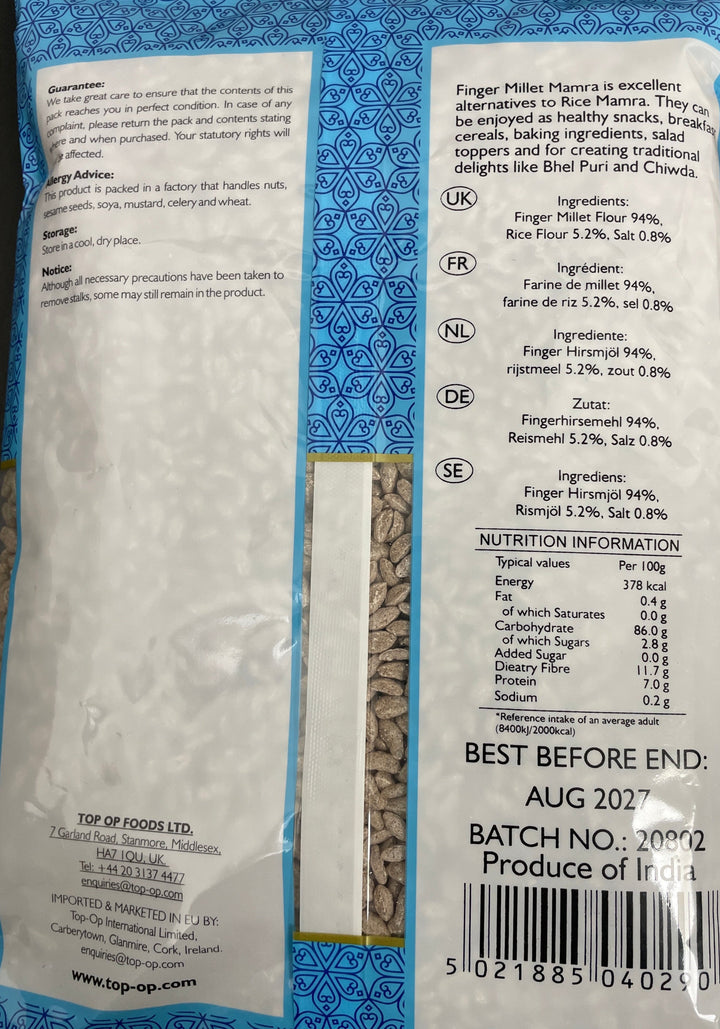 Guarantee:
We take great care to ensure that the contents of this
pack reaches you in perfect condition. In case of any
complaint, please return the pack and contents stating
where and when purchased. Your statutory rights will
affected.
Allergy Advice:
This product is packed in a factory that handles nuts,
sesame seeds, soya, mustard, celery and wheat.
Storage:
Store in a cool, dry place.
Notice:
Although all necessary precautions have been taken to
remove stalks, some may still remain in the product.
TOP OP FOODS LTD.
7 Garland Road, Stanmore, Middlesex,
HA7 1QU, UK.
Tel: +44 20 3137 4477
enquiries@top-op.com
IMPORTED & MARKETED IN EU BY:
Top-Op International Limited,
Carberytown, Glanmire, Cork, Ireland.
enquiries@top-op.com
www.top-op.com
Finger Millet Mamra is excellent
alternatives to Rice Mamra. They can
be enjoyed as healthy snacks, breakfas
cereals, baking ingredients, salad
toppers and for creating traditional
delights like Bhel Puri and Chiwda.
UK
Ingredients:
Finger Millet Flour 94%,
Rice Flour 5.2%, Salt 0.8%
FR
Ingrédient:
Farine de millet 94%,
farine de riz 5.2%, sel 0.8%
NL
Ingrediente:
Finger Hirsmjöl 94%,
rijstmeel 5.2%, zout 0.8%
DE
Zutat:
Fingerhirsemehl 94%,
Reismehl 5.2%, Salz 0.8%
SE
Ingrediens:
Finger Hirsmjöl 94%,
Rismjöl 5.2%, Salt 0.8%
NUTRITION INFORMATION
Typical values Per 100g
Energy 378 kcal
Fat 0.4 g
of which Saturates 0.0 g
Carbohydrate 86.0 g
of which Sugars 2.8 g
Added Sugar 0.0 g
Dieatry Fibre 11.7 g
Protein 7.0 g
Sodium 0.2 g
*Reference intake of an average adult
(8400kJ/2000kcal)
BEST BEFORE END:
AUG 2027
BATCH NO.: 20802
Produce of India
5 021885 040290